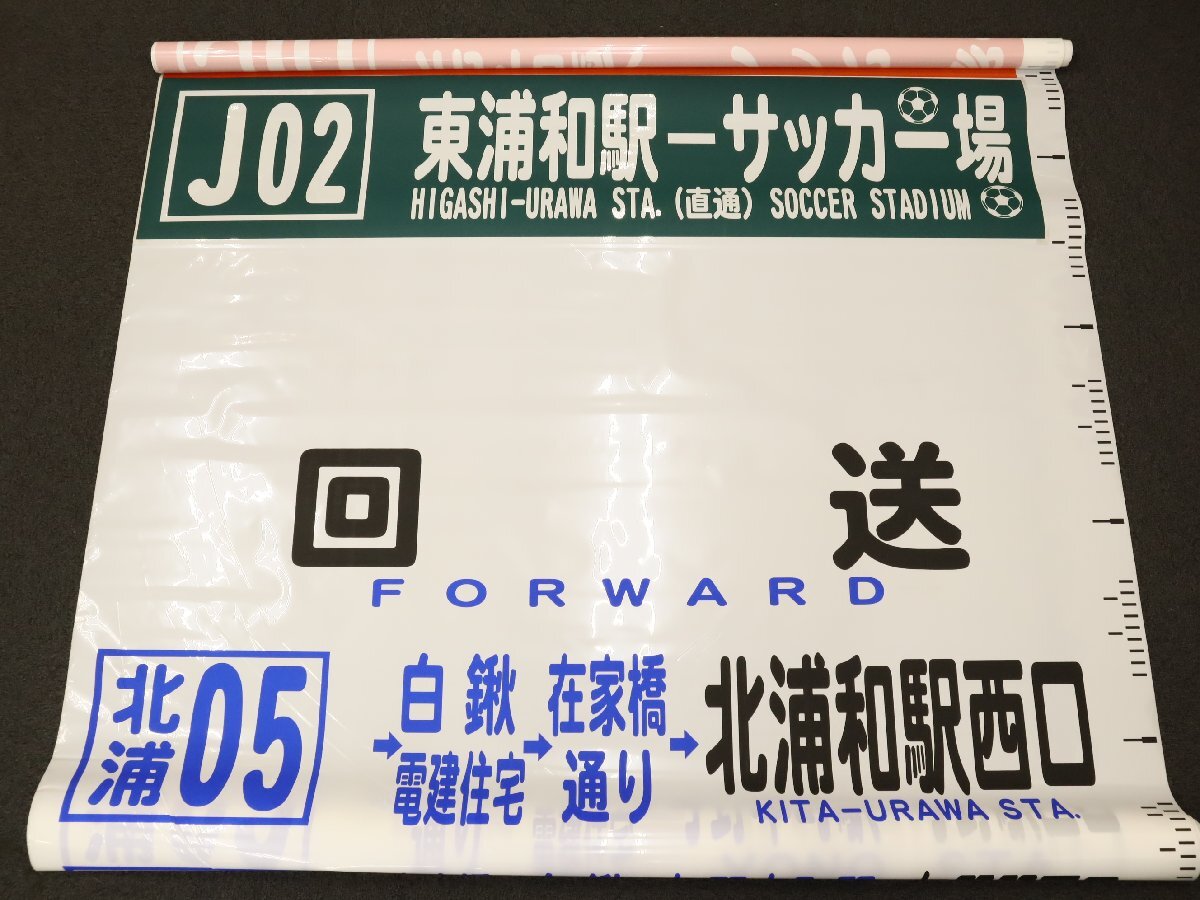 J02 東浦和駅ーサッカー場
HIGASHI-URAWA STA.(直通) SOCCER STADIUM
回送
FORWARD
北浦05
→白鍬電建住宅→在家橋通り→北浦和駅西口
KITA-URAWA STA.